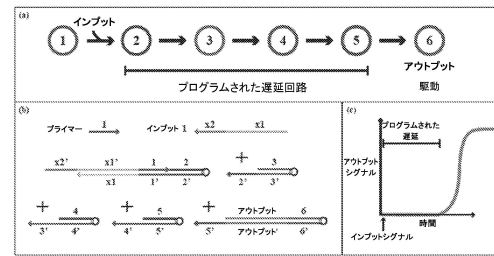 (a)
インプット
1 2 3 4 5 6
アウトプット
プログラムされた遅延回路 駆動
(b)
プライマー 1 インプット 1 x2 x1
x2' x1' 1 2 + 3
x1 1' 2' 2' 3'
+ 4 + 5 + アウトプット 6
3' 4' 4' 5' 5' アウトプット' 6'
(c)
プログラムされた
遅延
アウトプット
シグナル
時間
インプットシグナル